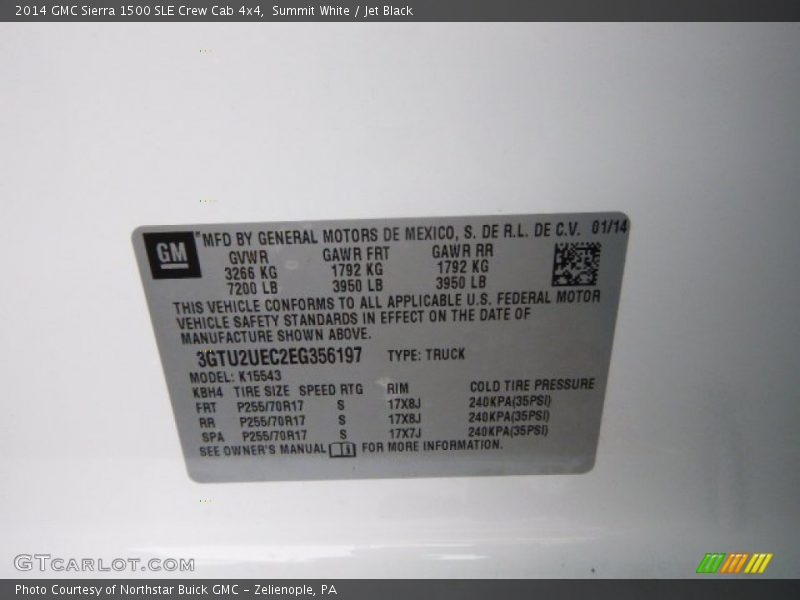 2014 GMC Sierra 1500 SLE Crew Cab 4x4,  Summit White / Jet Black
GM MFD BY GENERAL MOTORS DE MEXICO, S. DE R.L. DE C.V. 01/14
GVWR GAWR FRT GAWR RR
3266 KG 1792 KG 1792 KG
7200 LB 3950 LB 3950 LB
THIS VEHICLE CONFORMS TO ALL APPLICABLE U.S. FEDERAL MOTOR
VEHICLE SAFETY STANDARDS IN EFFECT ON THE DATE OF
MANUFACTURE SHOWN ABOVE.
3GTU2UEC2EG356197 TYPE: TRUCK
MODEL: K15543
KBH4 TIRE SIZE SPEED RTG RIM COLD TIRE PRESSURE
FRT P255/70R17 S 17X8J 240KPA(35PSI)
RR P255/70R17 S 17X8J 240KPA(35PSI)
SPA P255/70R17 S 17X7J 240KPA(35PSI)
SEE OWNER'S MANUAL FOR MORE INFORMATION.
GTCARLOT.COM
Photo Courtesy of Northstar Buick GMC - Zelienople, PA